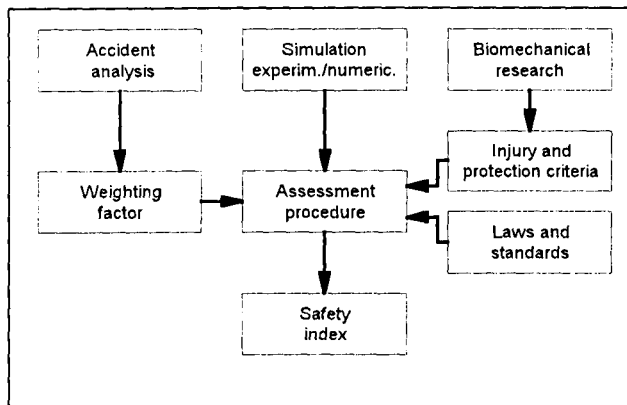 Accident
analysis
Simulation
experim./numeric.
Biomechanical
research
Weighting
factor
Assessment
procedure
Injury and
protection criteria
Laws and
standards
Safety
index